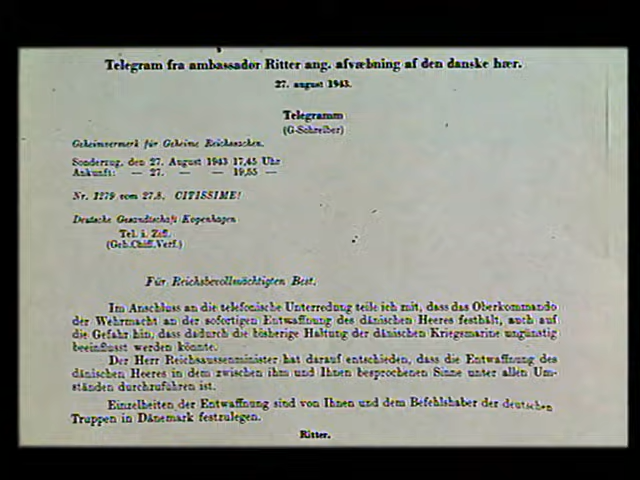 Telegram fra ambassadør Ritter ang. afvæbning af den danske hær.
27. august 1943.
Telegramm
(G-Schreiber)
Geheimvermerk für Geheime Reichssachen.
Sonderzug, den 27. August 1943 17,45 Uhr
Ankunft: — 27. — — 19,55 —
Nr. 1279 vom 27.8. CITISSIME!
Deutsche Gesandtschaft Kopenhagen
Tel. i. Zifl.
(Geh.Chiff.Verf.)
Für Reichsbevollmächtigten Best.
Im Anschluss an die telefonische Unterredung teile ich mit, dass das Oberkommando
der Wehrmacht an der sofortigen Entwaffnung des dänischen Heeres festhält, auch auf
die Gefahr hin, dass dadurch die bisherige Haltung der dänischen Kriegsmarine ungünstig
beeinflusst werden könnte.
Der Herr Reichsaussenminister hat darauf entschieden, dass die Entwaffnung des
dänischen Heeres in dem zwischen ihm und Ihnen besprochenen Sinne unter allen Um-
ständen durchzuführen ist.
Einzelheiten der Entwaffnung sind von Ihnen und dem Befehlshaber der deutschen
Truppen in Dänemark festzulegen.
Ritter.